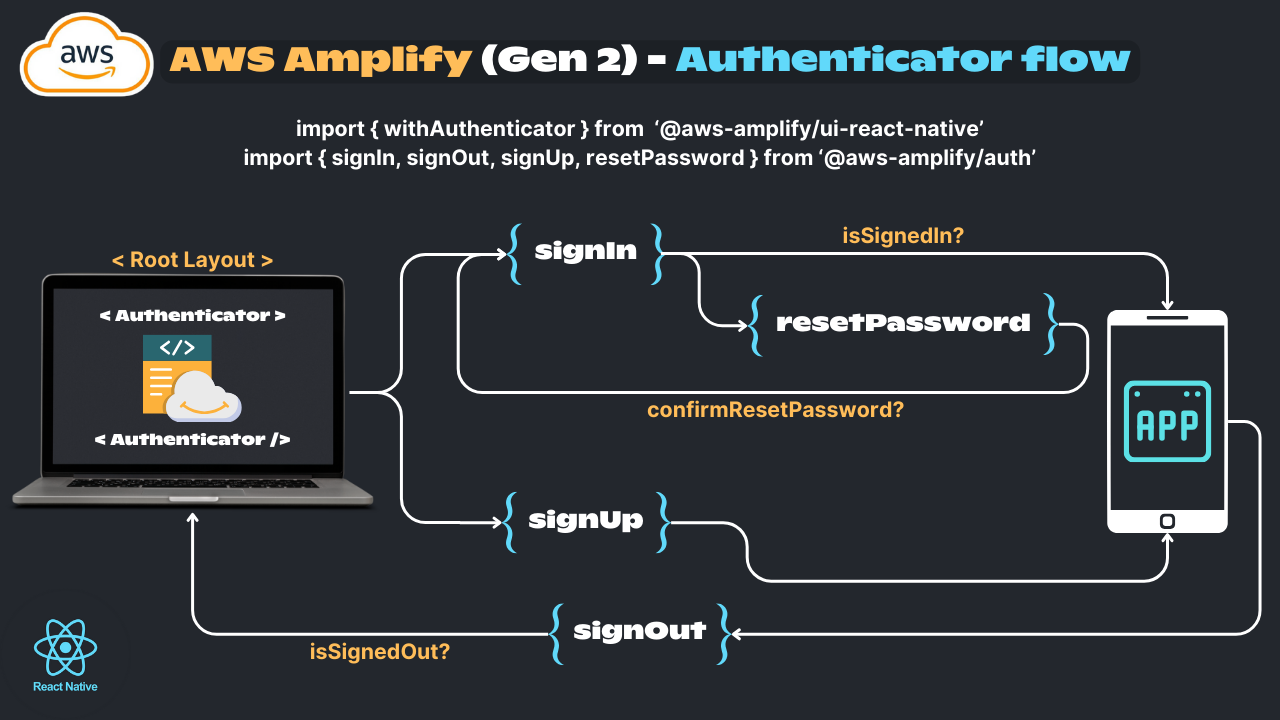 aws
AWS Amplify (Gen 2) - Authenticator flow
import { withAuthenticator } from ‘@aws-amplify/ui-react-native’
import { signIn, signOut, signUp, resetPassword } from ‘@aws-amplify/auth’
{ signIn }
isSignedIn?
< Root Layout >
< Authenticator >
</>
{ resetPassword }
confirmResetPassword?
APP
< Authenticator />
{ signUp }
{ signOut }
isSignedOut?
React Native